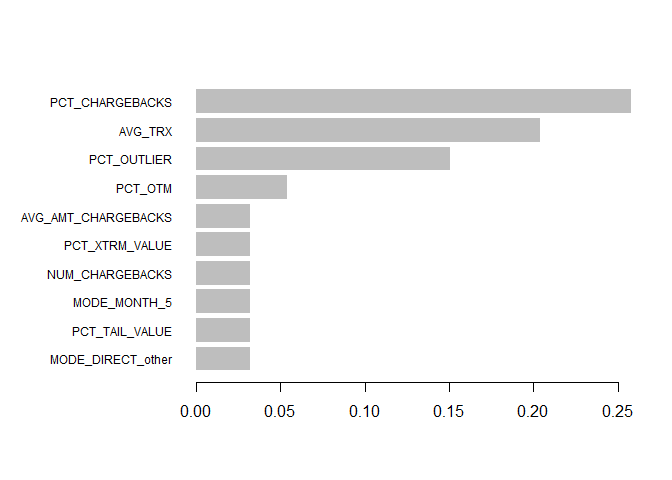 PCT_CHARGEBACKS
AVG_TRX
PCT_OUTLIER
PCT_OTM
AVG_AMT_CHARGEBACKS
PCT_XTRM_VALUE
NUM_CHARGEBACKS
MODE_MONTH_5
PCT_TAIL_VALUE
MODE_DIRECT_other
0.00 0.05 0.10 0.15 0.20 0.25